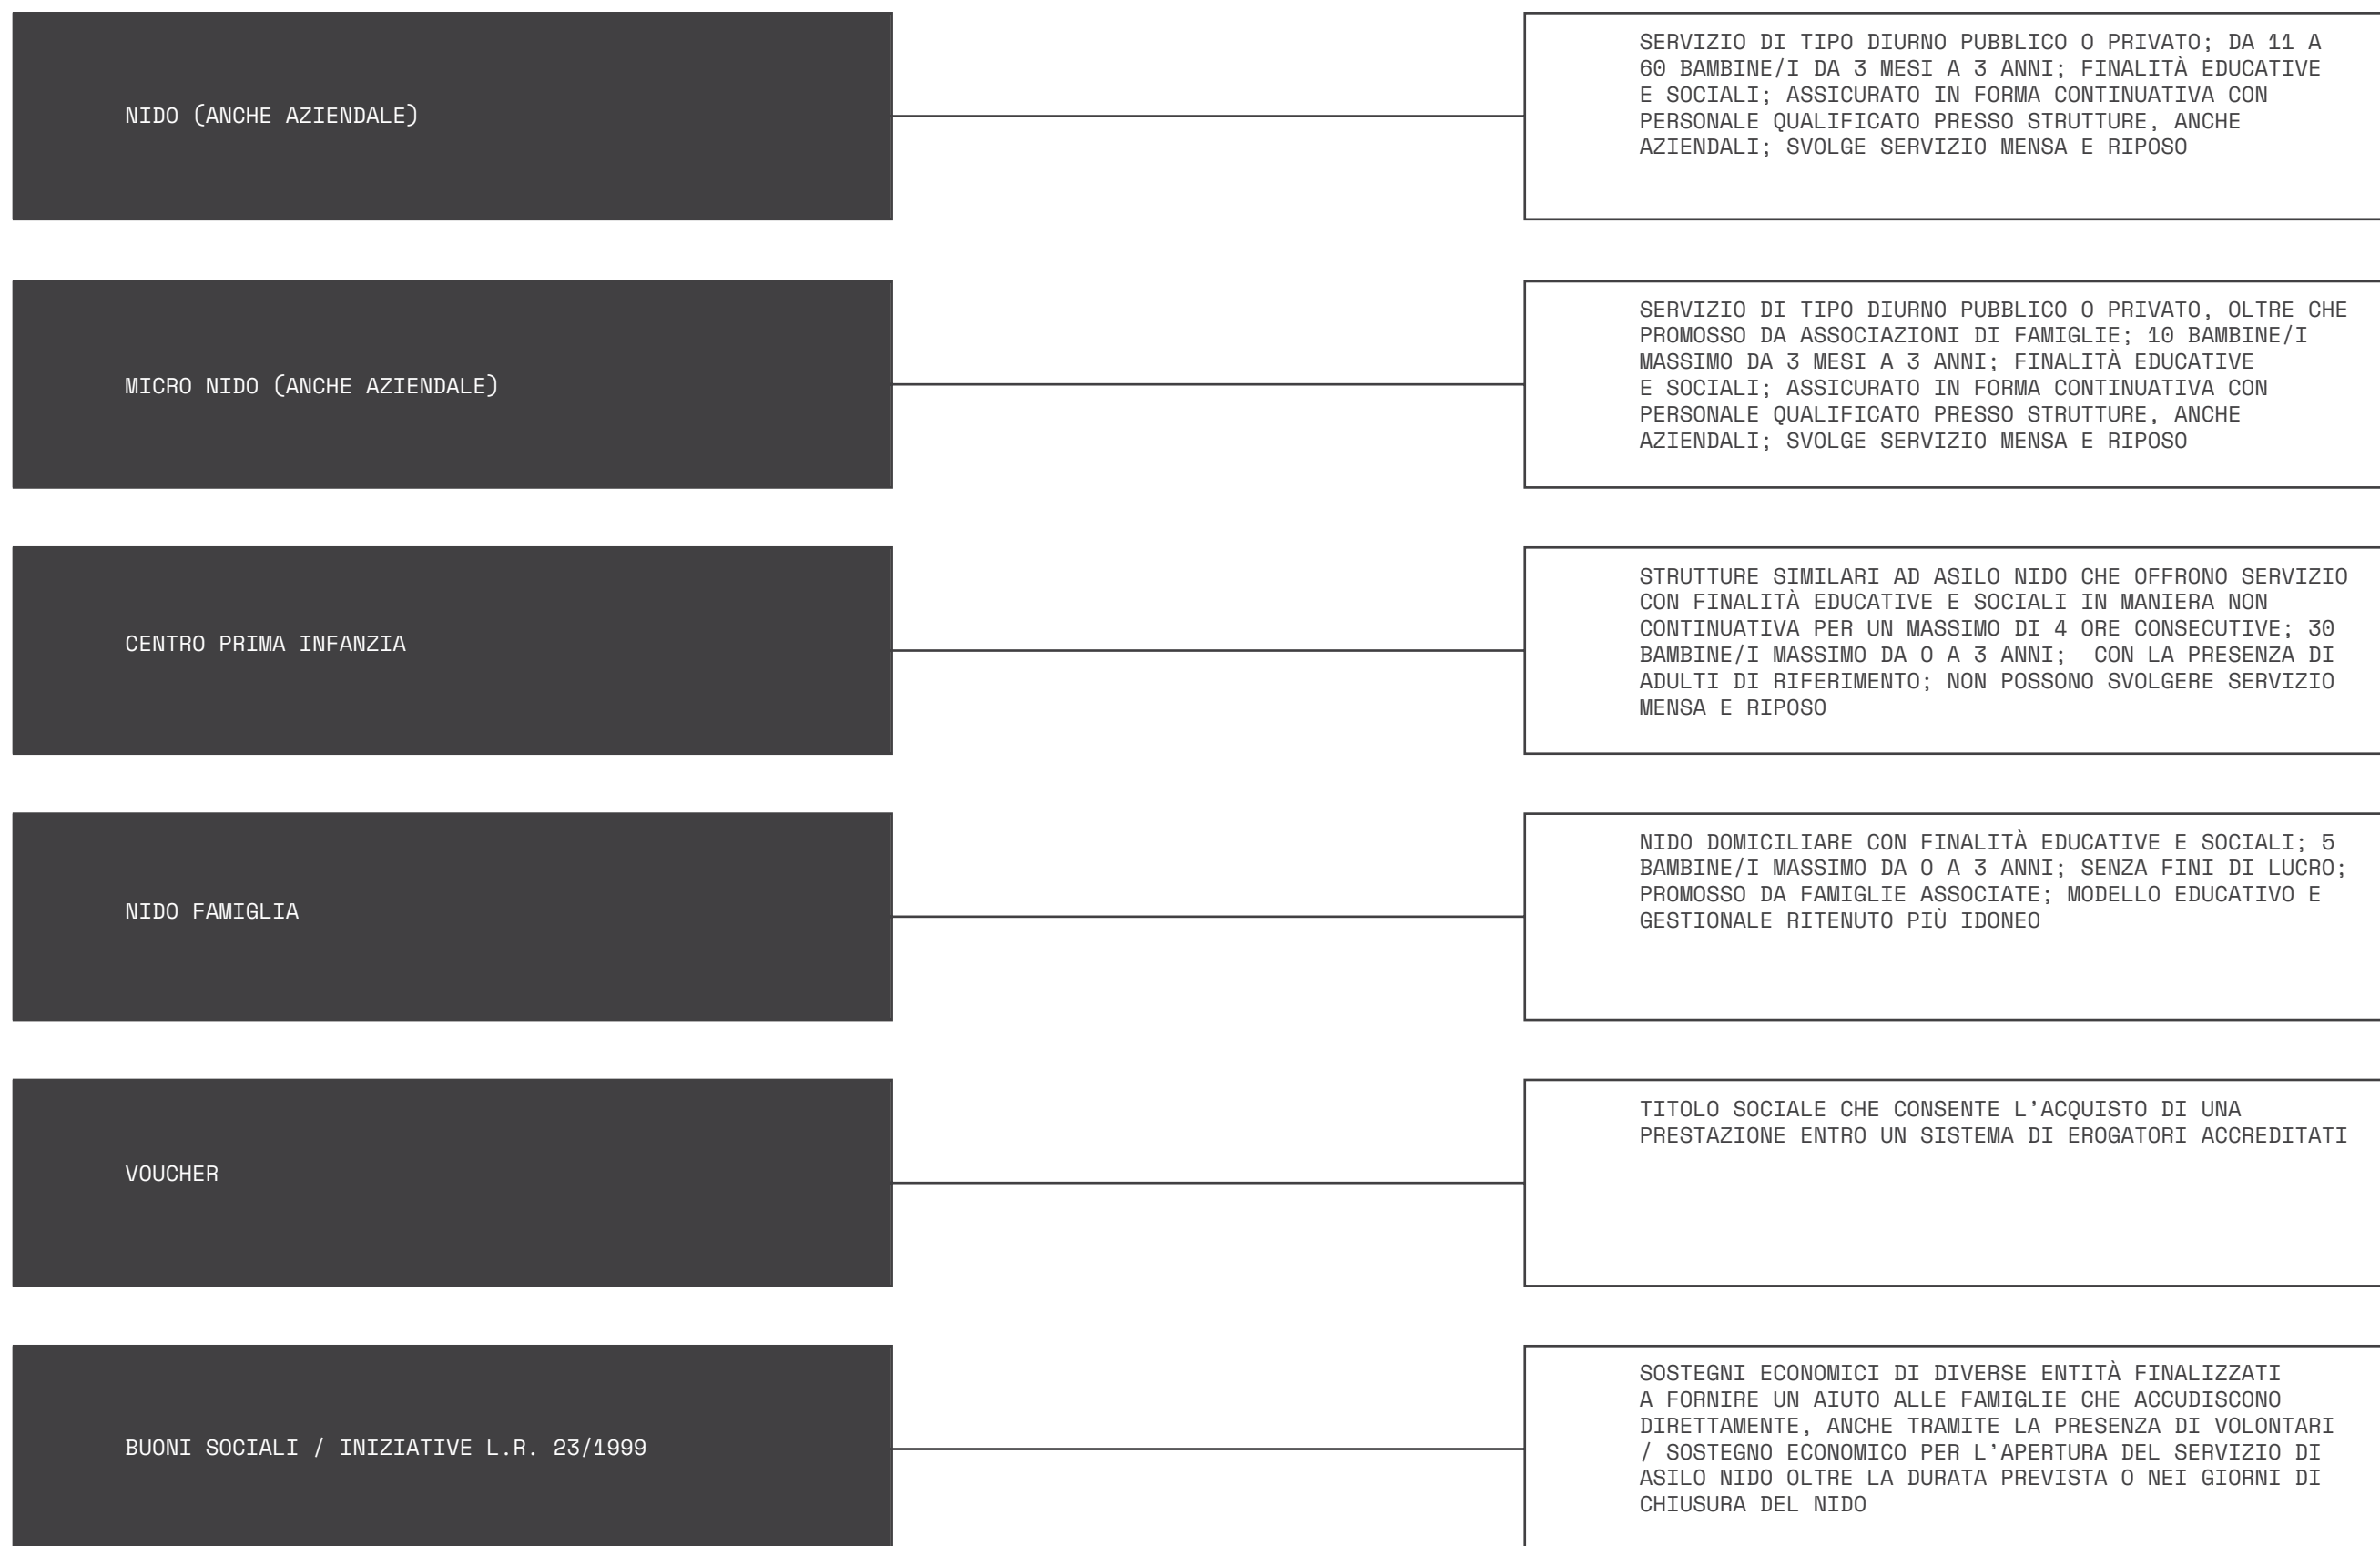 NIDO (ANCHE AZIENDALE)
SERVIZIO DI TIPO DIURNO PUBBLICO O PRIVATO; DA 11 A
60 BAMBINE/I DA 3 MESI A 3 ANNI; FINALITÀ EDUCATIVE
E SOCIALI; ASSICURATO IN FORMA CONTINUATIVA CON
PERSONALE QUALIFICATO PRESSO STRUTTURE, ANCHE
AZIENDALI; SVOLGE SERVIZIO MENSA E RIPOSO
MICRO NIDO (ANCHE AZIENDALE)
SERVIZIO DI TIPO DIURNO PUBBLICO O PRIVATO, OLTRE CHE
PROMOSSO DA ASSOCIAZIONI DI FAMIGLIE; 10 BAMBINE/I
MASSIMO DA 3 MESI A 3 ANNI; FINALITÀ EDUCATIVE
E SOCIALI; ASSICURATO IN FORMA CONTINUATIVA CON
PERSONALE QUALIFICATO PRESSO STRUTTURE, ANCHE
AZIENDALI; SVOLGE SERVIZIO MENSA E RIPOSO
CENTRO PRIMA INFANZIA
STRUTTURE SIMILARI AD ASILO NIDO CHE OFFRONO SERVIZIO
CON FINALITÀ EDUCATIVE E SOCIALI IN MANIERA NON
CONTINUATIVA PER UN MASSIMO DI 4 ORE CONSECUTIVE; 30
BAMBINE/I MASSIMO DA 0 A 3 ANNI;  CON LA PRESENZA DI
ADULTI DI RIFERIMENTO; NON POSSONO SVOLGERE SERVIZIO
MENSA E RIPOSO
NIDO FAMIGLIA
NIDO DOMICILIARE CON FINALITÀ EDUCATIVE E SOCIALI; 5
BAMBINE/I MASSIMO DA 0 A 3 ANNI; SENZA FINI DI LUCRO;
PROMOSSO DA FAMIGLIE ASSOCIATE; MODELLO EDUCATIVO E
GESTIONALE RITENUTO PIÙ IDONEO
VOUCHER
TITOLO SOCIALE CHE CONSENTE L'ACQUISTO DI UNA
PRESTAZIONE ENTRO UN SISTEMA DI EROGATORI ACCREDITATI
BUONI SOCIALI / INIZIATIVE L.R. 23/1999
SOSTEGNI ECONOMICI DI DIVERSE ENTITÀ FINALIZZATI
A FORNIRE UN AIUTO ALLE FAMIGLIE CHE ACCUDISCONO
DIRETTAMENTE, ANCHE TRAMITE LA PRESENZA DI VOLONTARI
/ SOSTEGNO ECONOMICO PER L'APERTURA DEL SERVIZIO DI
ASILO NIDO OLTRE LA DURATA PREVISTA O NEI GIORNI DI
CHIUSURA DEL NIDO